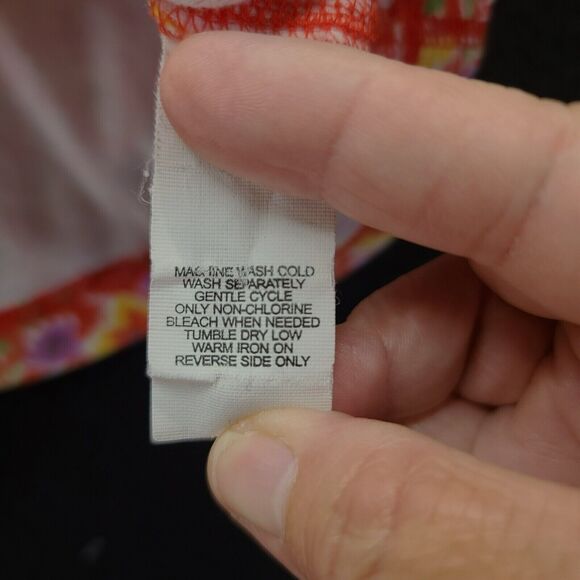 MACHINE WASH COLD
WASH SEPARATELY
GENTLE CYCLE
ONLY NON-CHLORINE
BLEACH WHEN NEEDED
TUMBLE DRY LOW
WARM IRON ON
REVERSE SIDE ONLY